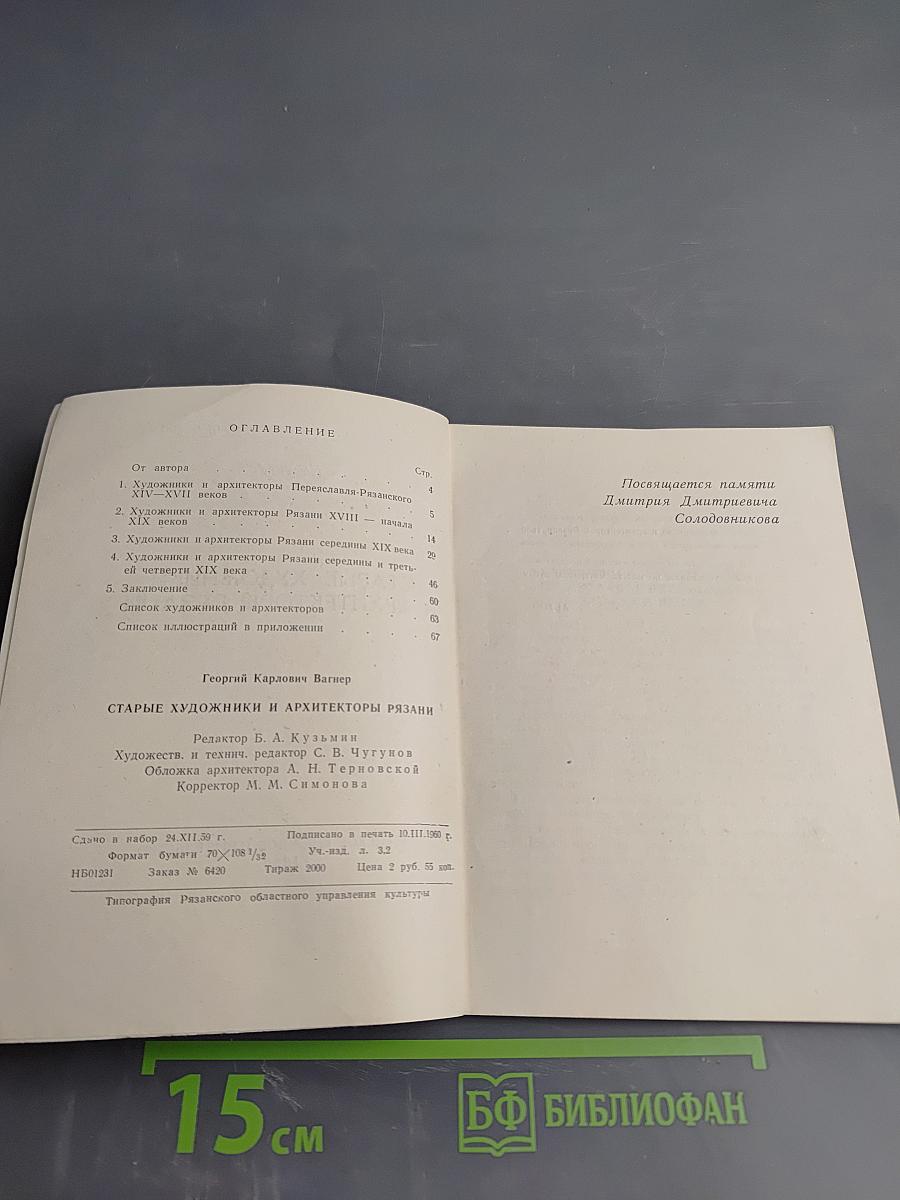 ОГЛАВЛЕНИЕ
Стр.
От автора . . . . . . . 4
1. Художники и архитекторы Переяславля-Рязанского
XIV—XVII веков . . . . . . . 5
2. Художники и архитекторы Рязани XVIII — начала
XIX веков . . . . . . . 14
3. Художники и архитекторы Рязани середины XIX века 29
4. Художники и архитекторы Рязани середины и треть-
ей четверти XIX века . . . . . . 46
5. Заключение . . . . . . . 60
Список художников и архитекторов . . . . 63
Список иллюстраций в приложении . . . . 67
Георгий Карлович Вагнер
СТАРЫЕ ХУДОЖНИКИ И АРХИТЕКТОРЫ РЯЗАНИ
Редактор Б. А. Кузьмин
Художеств. и технич. редактор С. В. Чугунов
Обложка архитектора А. Н. Терновской
Корректор М. М. Симонова
Сдано в набор 24.XII.59 г. Подписано в печать 10.III.1960 г.
Формат бумаги 70×108 1/32 Уч.-изд. л. 3.2
НБ01231 Заказ № 6420 Тираж 2000 Цена 2 руб. 55 коп.
Типография Рязанского областного управления культуры
Посвящается памяти
Дмитрия Дмитриевича
Солодовникова
15 см
БФ БИБЛИОФАН